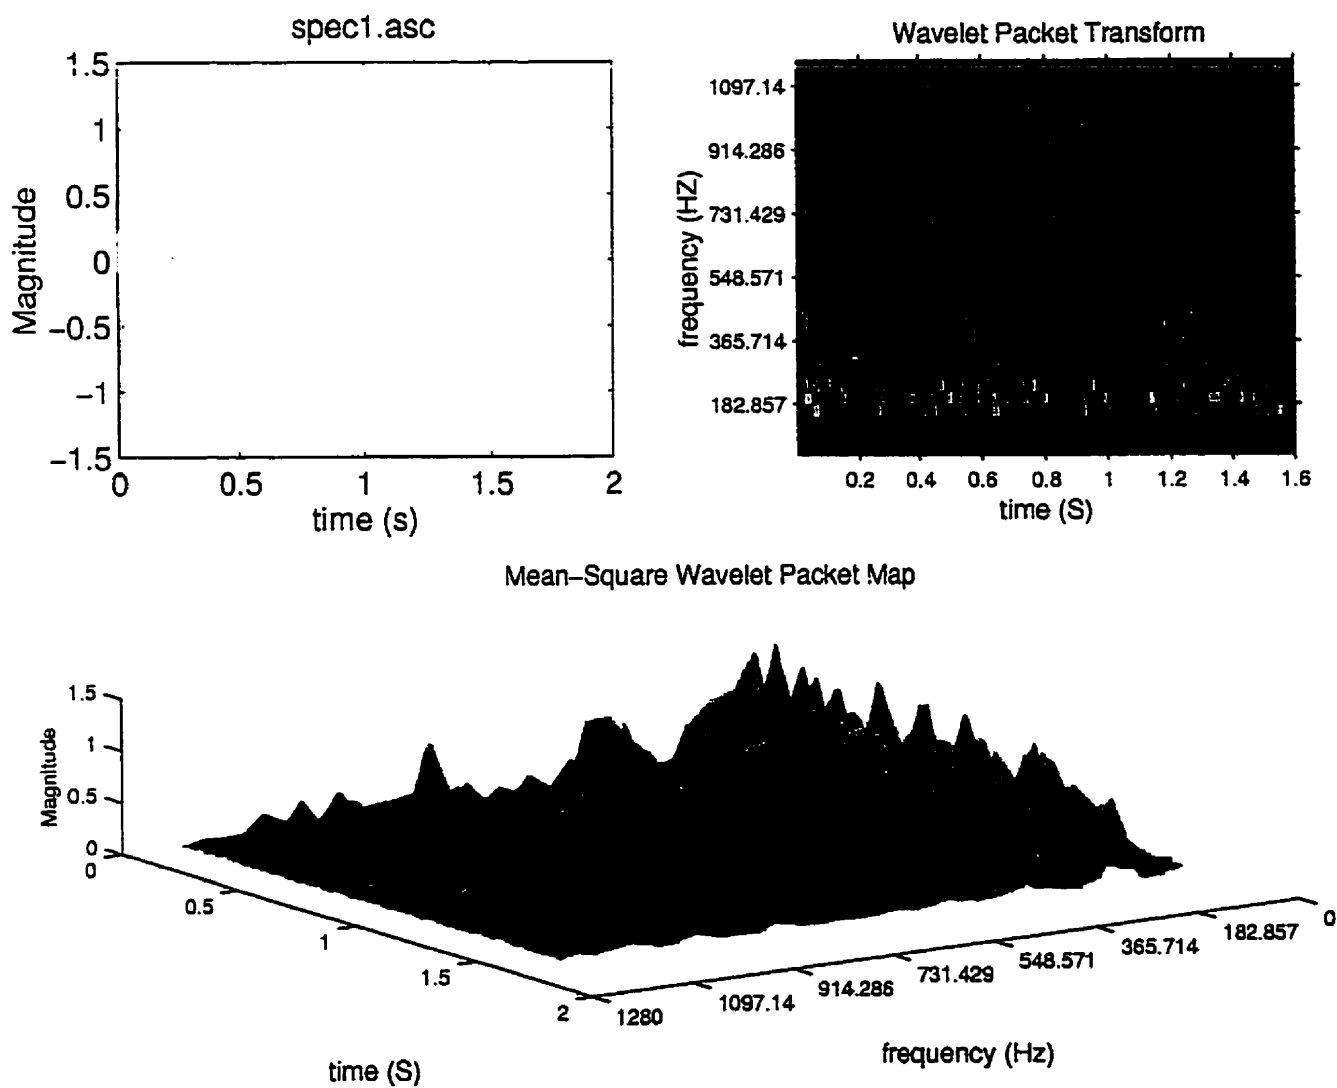 spec1.asc
1.5
1
0.5
0
−0.5
−1
−1.5
Magnitude
0 0.5 1 1.5 2
time (s)
Wavelet Packet Transform
1097.14
914.286
731.429
548.571
365.714
182.857
frequency (HZ)
0.2 0.4 0.6 0.8 1 1.2 1.4 1.6
time (S)
Mean−Square Wavelet Packet Map
1.5
1
0.5
0
Magnitude
0
0.5
1
1.5
2
time (S)
1280
1097.14
914.286
731.429
548.571
365.714
182.857
0
frequency (Hz)